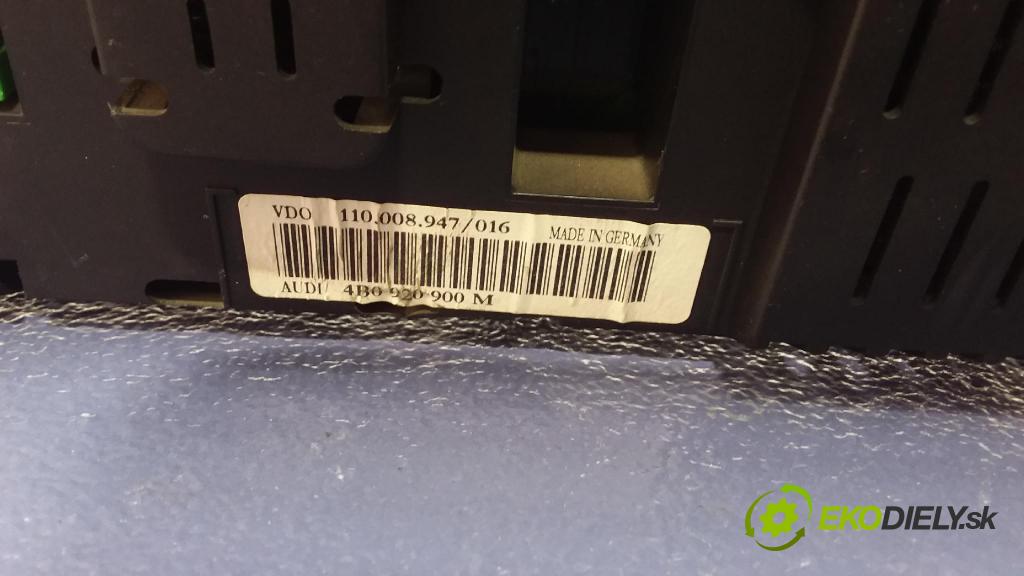 VDO 110.008.947/016 MADE IN GERMANY
AUDI 4B0 920 900 M
EKODIELY.sk